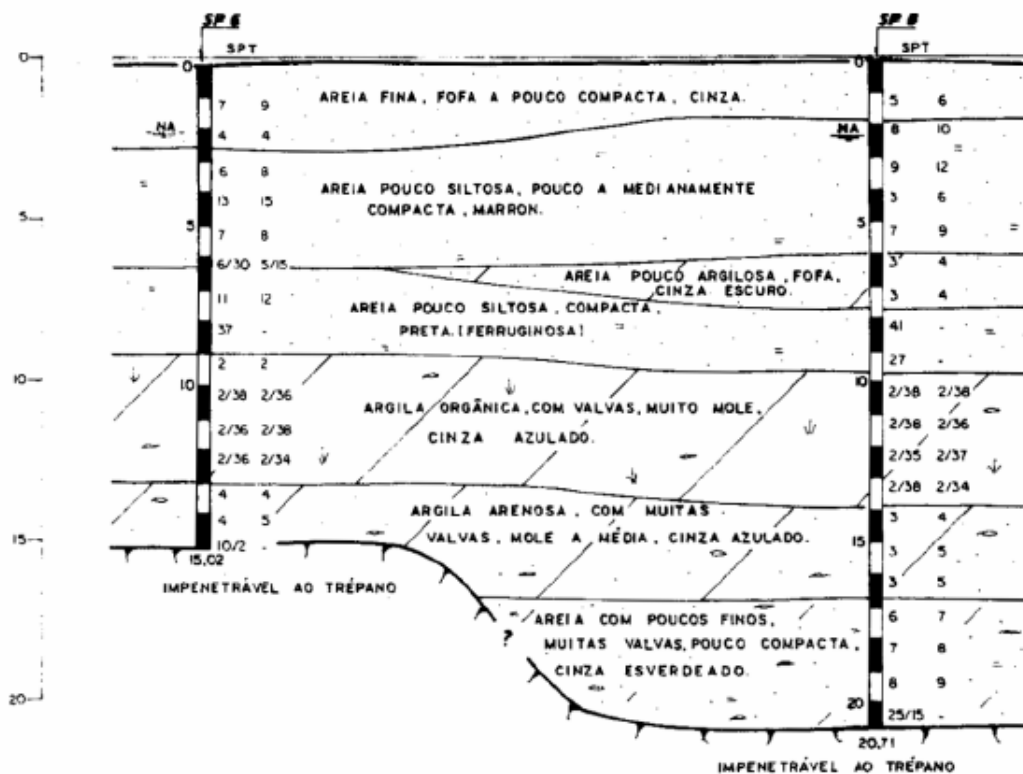 SP 6
SPT
SP 8
SPT
0
0
0
AREIA FINA, FOFA A POUCO COMPACTA, CINZA.
7 9
5 6
NA
4 4
NA
8 10
6 8
9 12
AREIA POUCO SILTOSA, POUCO A MEDIANAMENTE
COMPACTA, MARRON.
13 15
3 6
5
5
7 8
5
7 9
6/30 5/15
3 4
AREIA POUCO ARGILOSA, FOFA,
CINZA ESCURO.
11 12
3 4
AREIA POUCO SILTOSA, COMPACTA,
PRETA. [FERRUGINOSA]
37 -
41
27 -
2 2
10
10
2/38 2/36
10
2/38 2/38
ARGILA ORGÂNICA, COM VALVAS, MUITO MOLE,
CINZA AZULADO.
2/36 2/38
2/38 2/36
2/36 2/34
2/35 2/37
2/38 2/34
4 4
ARGILA ARENOSA, COM MUITAS
VALVAS, MOLE A MÉDIA, CINZA AZULADO.
4 5
3 4
15
10/2 -
15
3 5
15,02
IMPENETRÁVEL AO TRÉPANO
3 5
AREIA COM POUCOS FINOS,
MUITAS VALVAS, POUCO COMPACTA,
CINZA ESVERDEADO.
6 7
?
7 8
8 9
20
20
25/15 -
20,71
IMPENETRÁVEL AO TRÉPANO